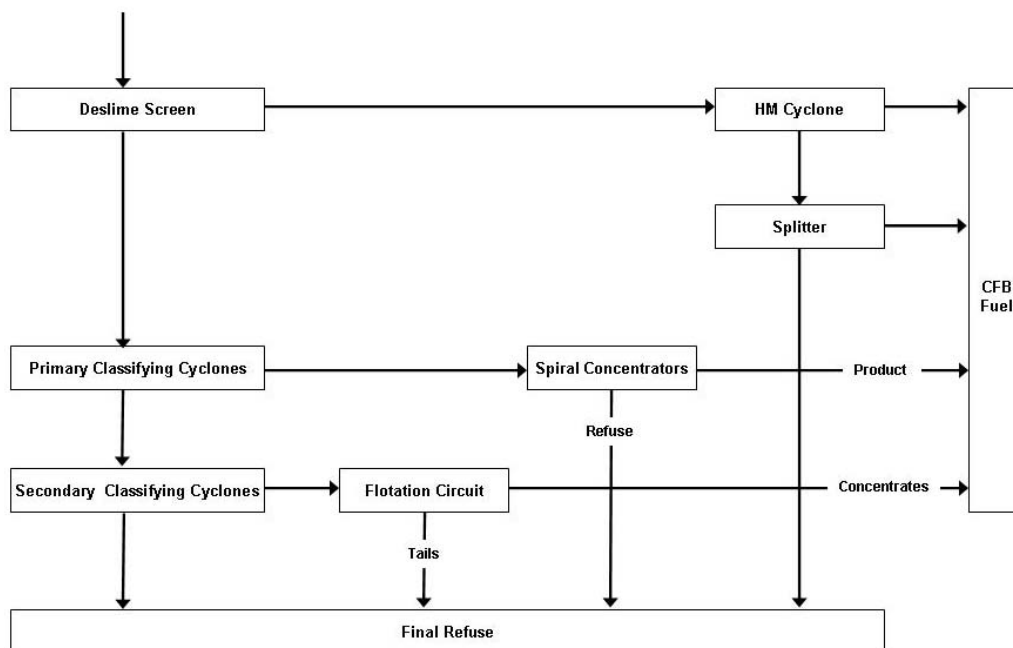 Deslime Screen
HM Cyclone
Splitter
CFB
Fuel
Primary Classifying Cyclones
Spiral Concentrators
Product
Refuse
Secondary Classifying Cyclones
Flotation Circuit
Concentrates
Tails
Final Refuse